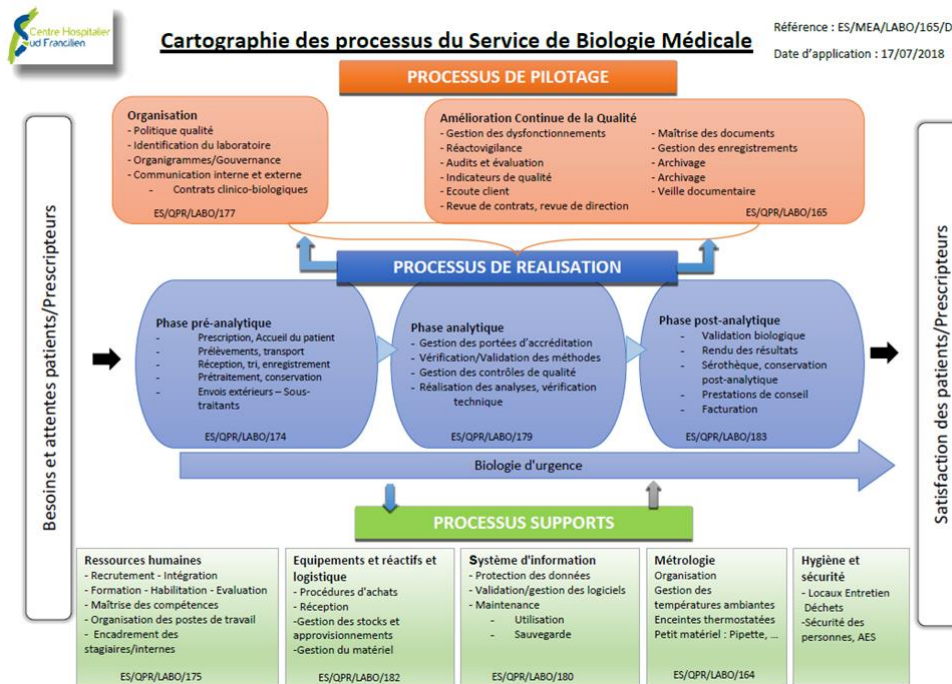 Centre Hospitalier
Sud Francilien
Cartographie des processus du Service de Biologie Médicale
Référence : ES/MEA/LABO/165/D
Date d'application : 17/07/2018
PROCESSUS DE PILOTAGE
Besoins et attentes patients/Prescripteurs
Organisation
- Politique qualité
- Identification du laboratoire
- Organigrammes/Gouvernance
- Communication interne et externe
- Contrats clinico-biologiques
ES/QPR/LABO/177
Amélioration Continue de la Qualité
- Gestion des dysfonctionnements
- Réactovigilance
- Audits et évaluation
- Indicateurs de qualité
- Ecoute client
- Revue de contrats, revue de direction
- Maîtrise des documents
- Gestion des enregistrements
- Archivage
- Archivage
- Veille documentaire
ES/QPR/LABO/165
PROCESSUS DE REALISATION
Phase pré-analytique
- Prescription, Accueil du patient
- Prélèvements, transport
- Réception, tri, enregistrement
- Prétraitement, conservation
- Envois extérieurs – Sous-
traitants
ES/QPR/LABO/174
Phase analytique
- Gestion des portées d'accréditation
- Vérification/Validation des méthodes
- Gestion des contrôles de qualité
- Réalisation des analyses, vérification
technique
ES/QPR/LABO/179
Phase post-analytique
- Validation biologique
- Rendu des résultats
- Sérothèque, conservation
post-analytique
- Prestations de conseil
- Facturation
ES/QPR/LABO/183
Satisfaction des patients/Prescripteurs
Biologie d'urgence
PROCESSUS SUPPORTS
Ressources humaines
- Recrutement - Intégration
- Formation - Habilitation - Evaluation
- Maîtrise des compétences
- Organisation des postes de travail
- Encadrement des
stagiaires/internes
ES/QPR/LABO/175
Equipements et réactifs et
logistique
- Procédures d'achats
- Réception
-Gestion des stocks et
approvisionnements
-Gestion du matériel
ES/QPR/LABO/182
Système d'information
- Protection des données
- Validation/gestion des logiciels
- Maintenance
- Utilisation
- Sauvegarde
ES/QPR/LABO/180
Métrologie
Organisation
Gestion des
températures ambiantes
Enceintes thermostatées
Petit matériel : Pipette, ...
ES/QPR/LABO/164
Hygiène et
sécurité
- Locaux Entretien
Déchets
-Sécurité des
personnes, AES